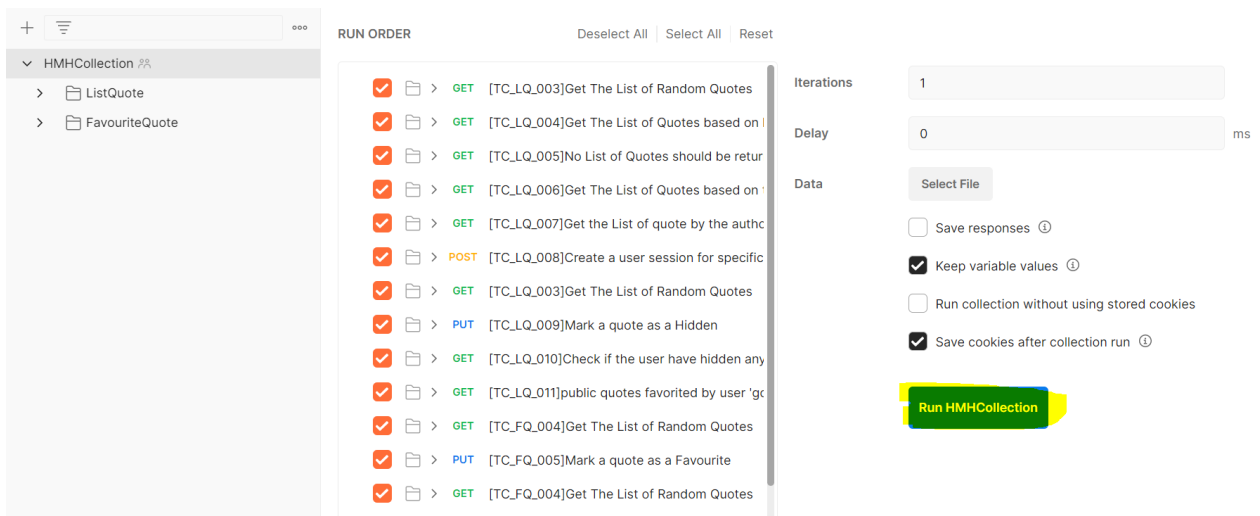 HMHCollection
ListQuote
FavouriteQuote
RUN ORDER
Deselect All Select All Reset
GET [TC_LQ_003]Get The List of Random Quotes
GET [TC_LQ_004]Get The List of Quotes based on
GET [TC_LQ_005]No List of Quotes should be retur
GET [TC_LQ_006]Get The List of Quotes based on
GET [TC_LQ_007]Get the List of quote by the autho
POST [TC_LQ_008]Create a user session for specific
GET [TC_LQ_003]Get The List of Random Quotes
PUT [TC_LQ_009]Mark a quote as a Hidden
GET [TC_LQ_010]Check if the user have hidden any
GET [TC_LQ_011]public quotes favorited by user 'go
GET [TC_FQ_004]Get The List of Random Quotes
PUT [TC_FQ_005]Mark a quote as a Favourite
GET [TC_FQ_004]Get The List of Random Quotes
Iterations 1
Delay 0 ms
Data Select File
Save responses
Keep variable values
Run collection without using stored cookies
Save cookies after collection run
Run HMHCollection